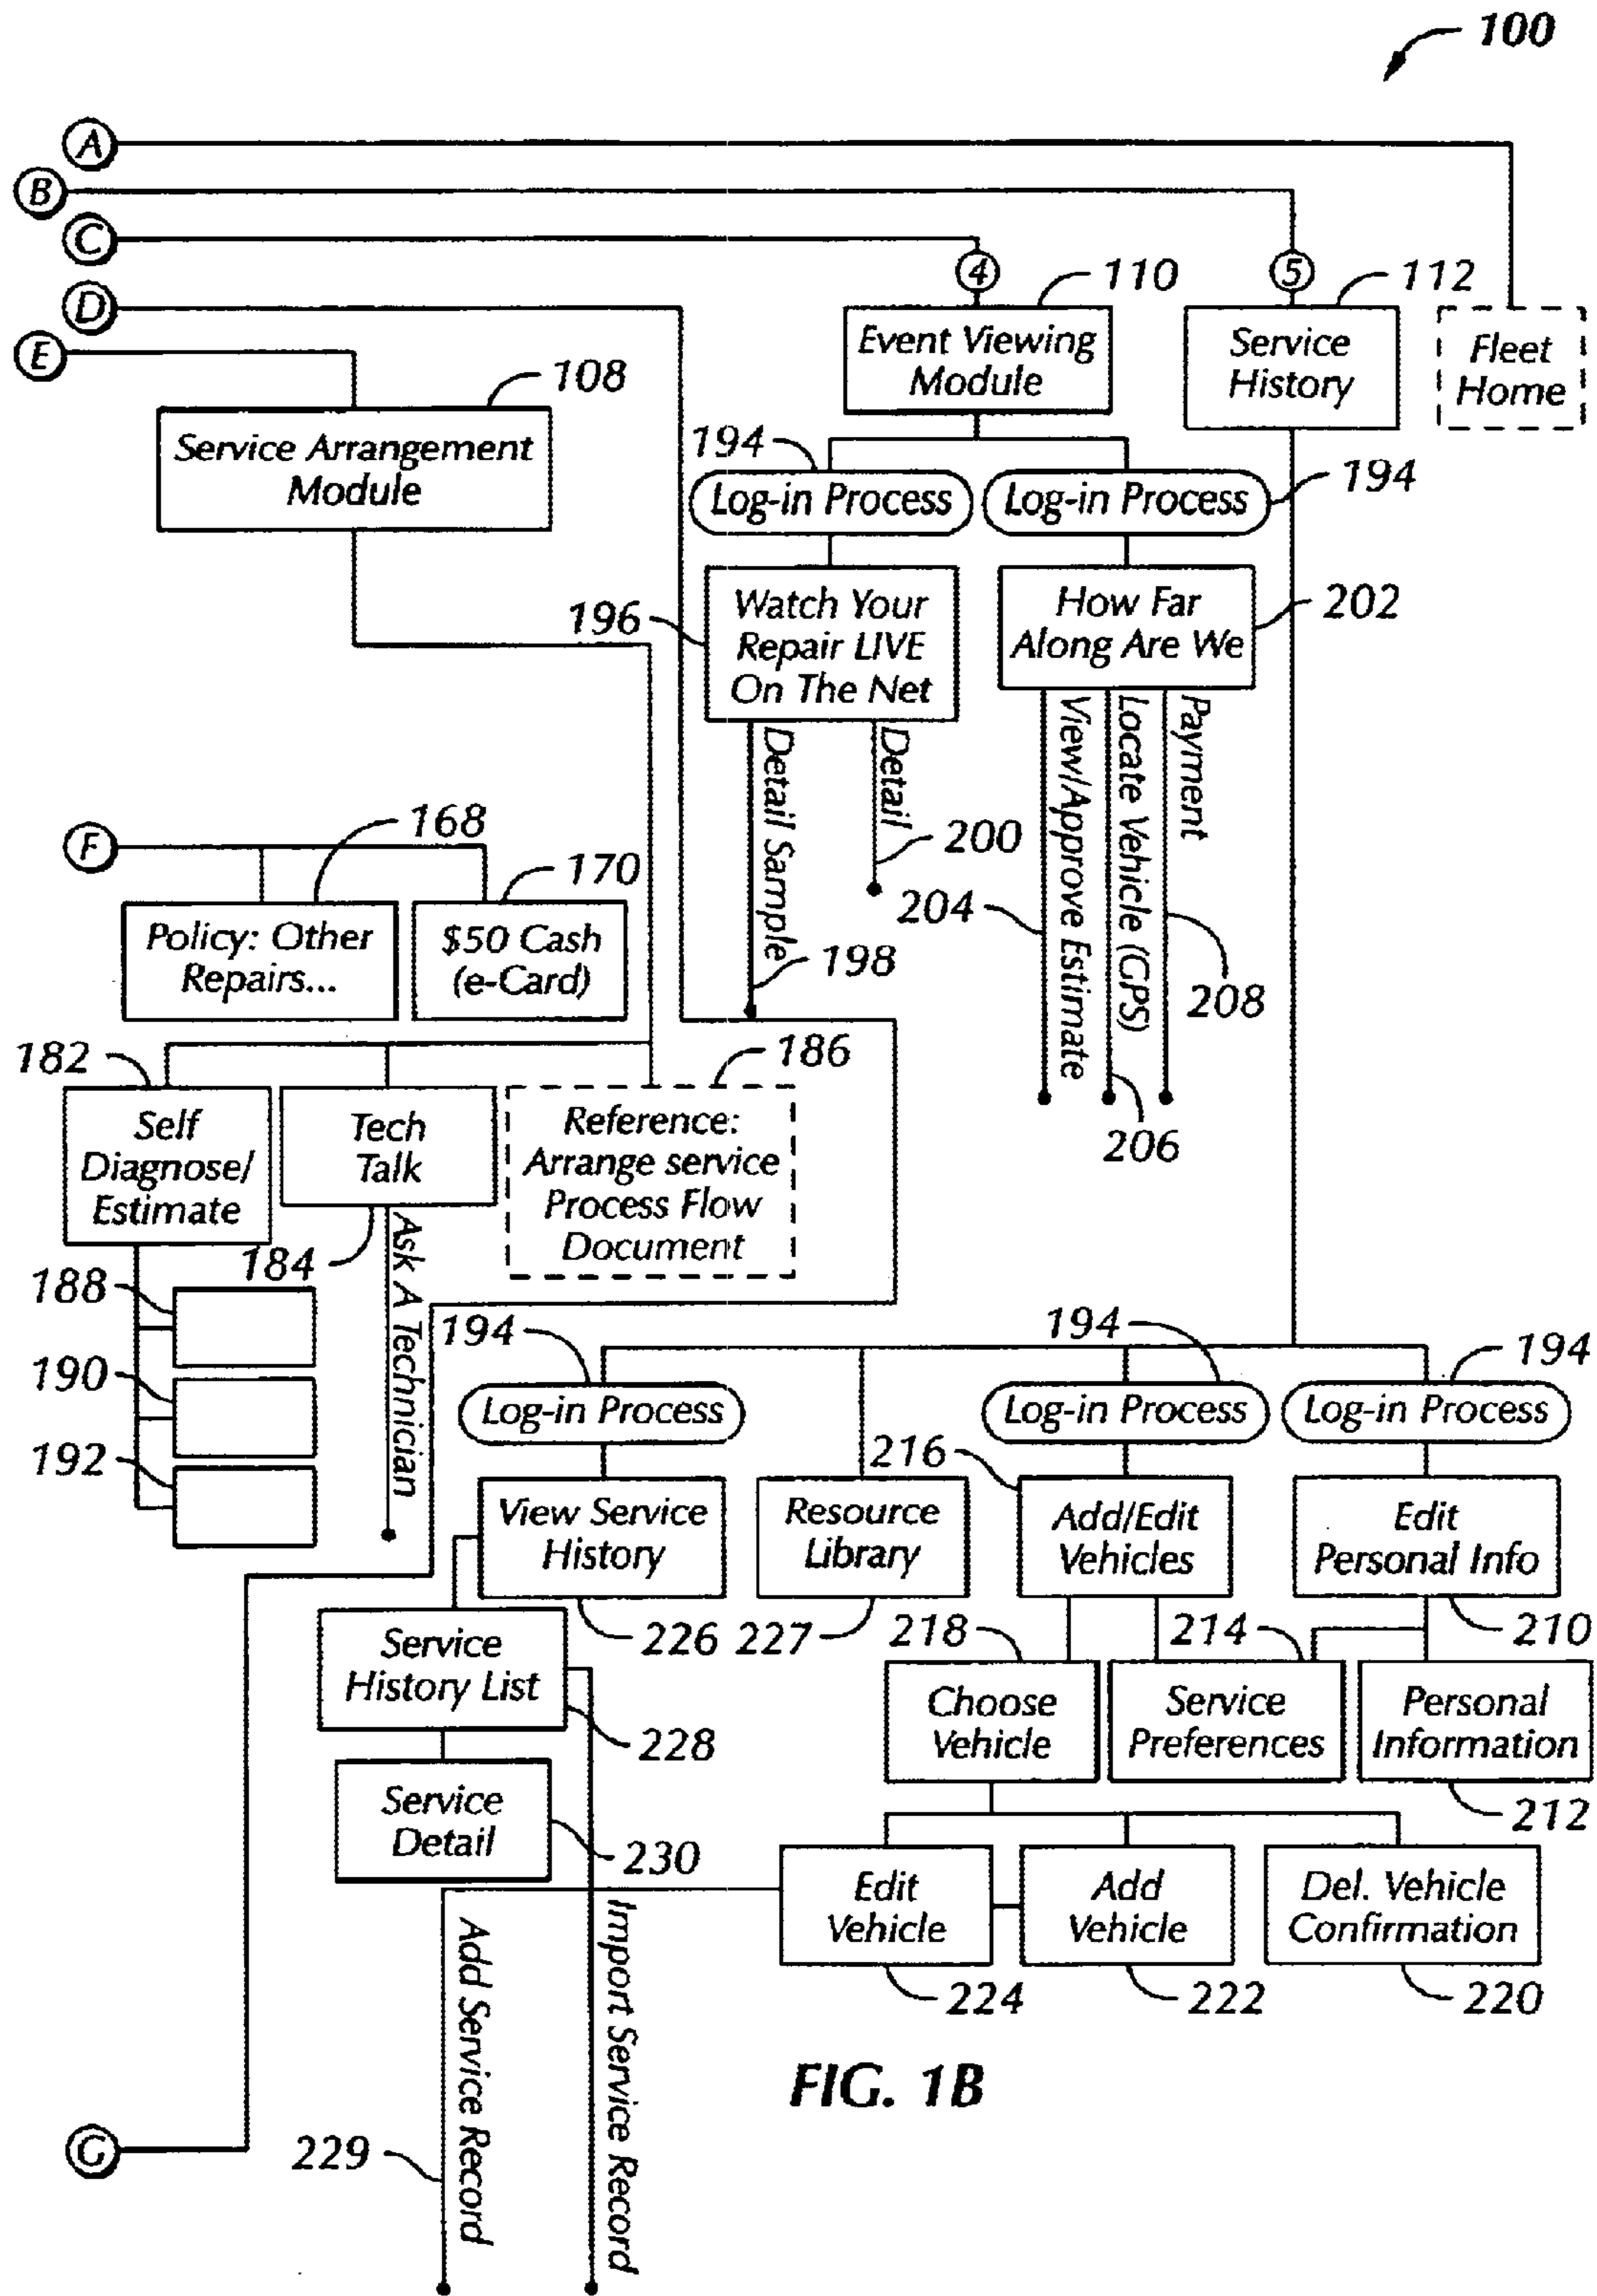 100
A
B
C
4
110
5
112
D
Event Viewing
Module
Service
History
Fleet
Home
E
108
Service Arrangement
Module
194
Log-in Process
Log-in Process
194
196
Watch Your
Repair LIVE
On The Net
How Far
Along Are We
202
Detail Sample
Detail
View/Approve Estimate
Locate Vehicle (GPS)
Payment
200
204
198
208
206
F
168
170
Policy: Other
Repairs...
$50 Cash
(e-Card)
182
186
Self
Diagnose/
Estimate
Tech
Talk
Reference:
Arrange service
Process Flow
Document
184
Ask A Technician
188
190
192
194
194
194
Log-in Process
Log-in Process
Log-in Process
216
View Service
History
Resource
Library
Add/Edit
Vehicles
Edit
Personal Info
226
227
218
214
210
Service
History List
228
Choose
Vehicle
Service
Preferences
Personal
Information
212
Service
Detail
230
Edit
Vehicle
Add
Vehicle
Del. Vehicle
Confirmation
224
222
220
Add Service Record
Import Service Record
229
G
FIG. 1B